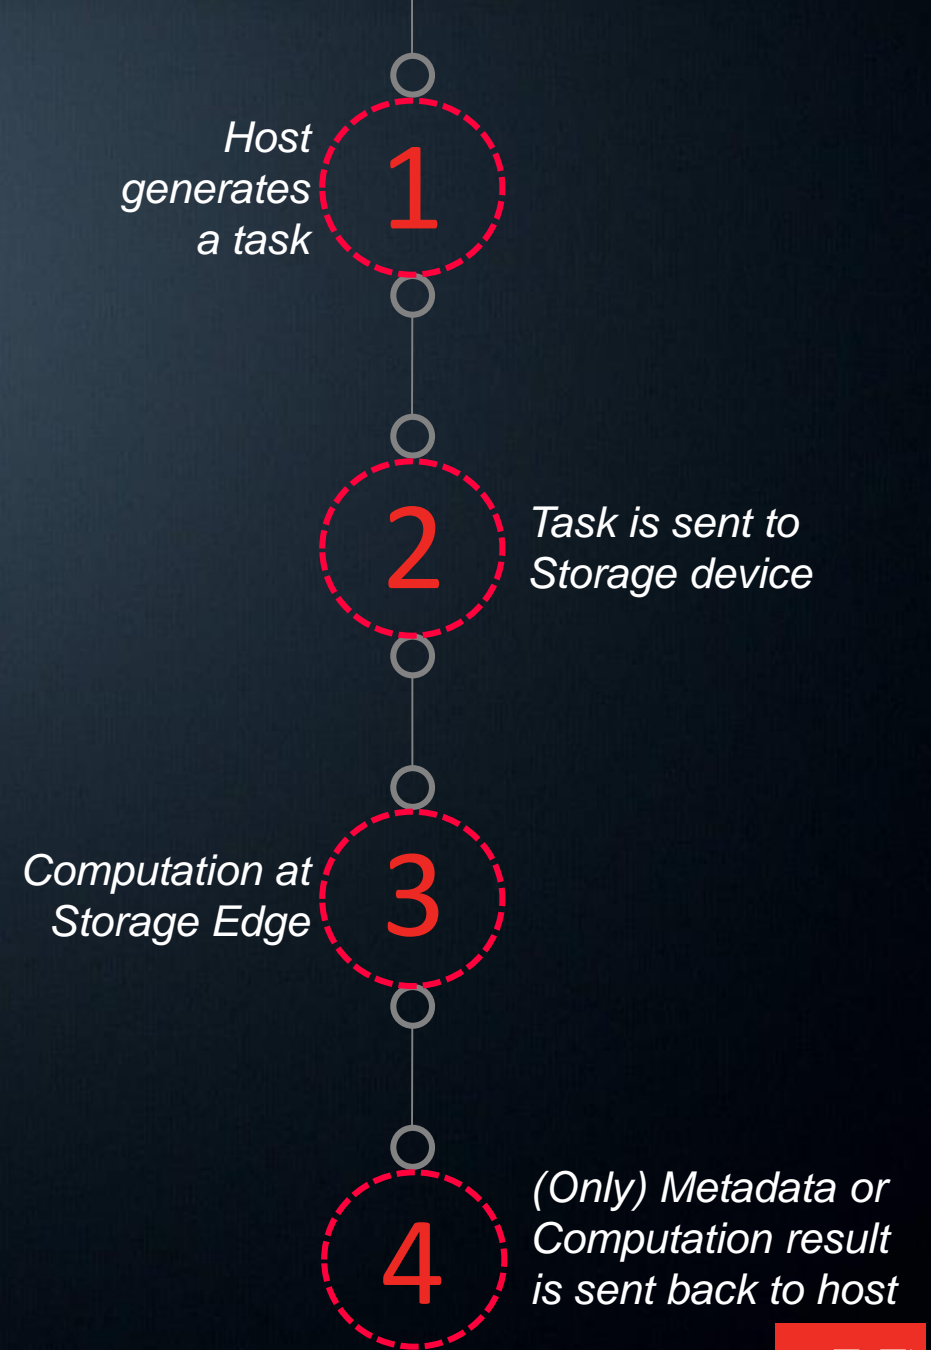 Host
generates
a task
1
2
Task is sent to
Storage device
Computation at
Storage Edge
3
4
(Only) Metadata or
Computation result
is sent back to host